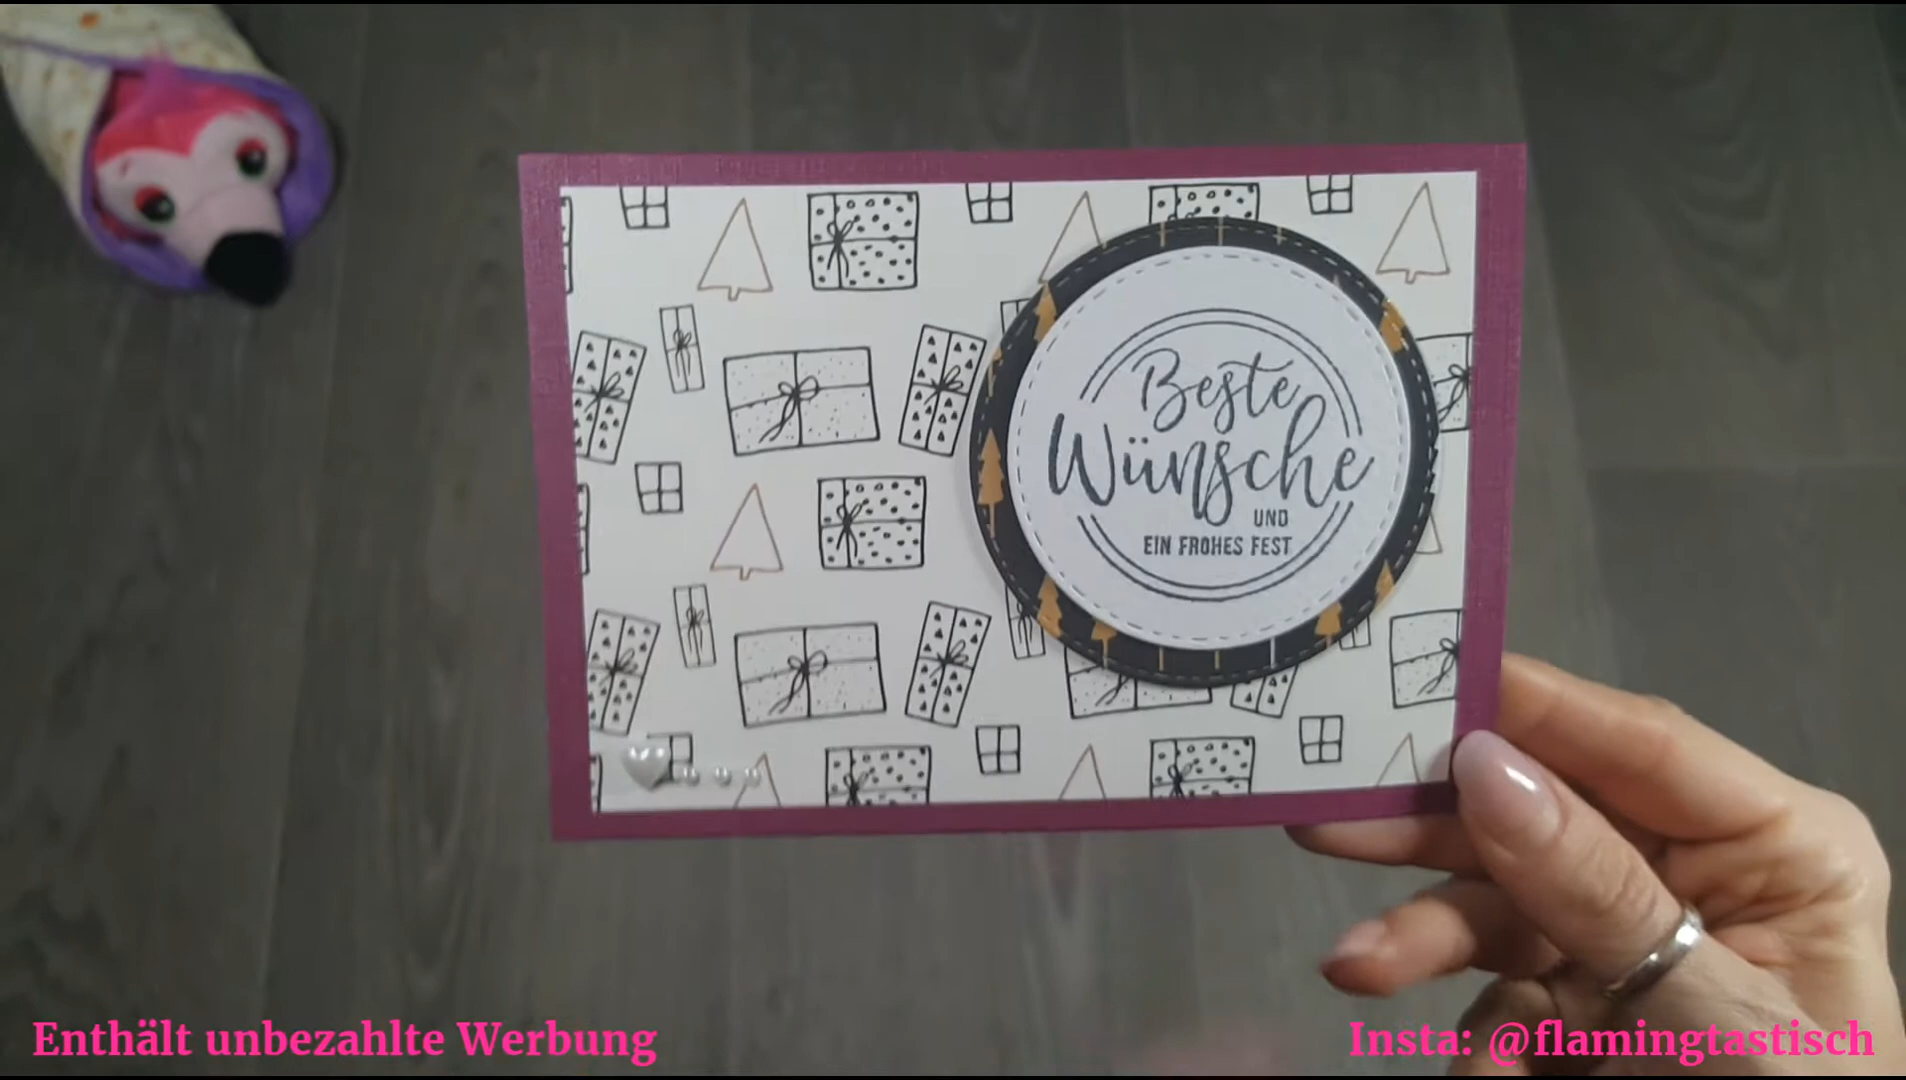 Beste
Wünsche
UND
EIN FROHES FEST
Enthält unbezahlte Werbung
Insta: @flamingtastisch